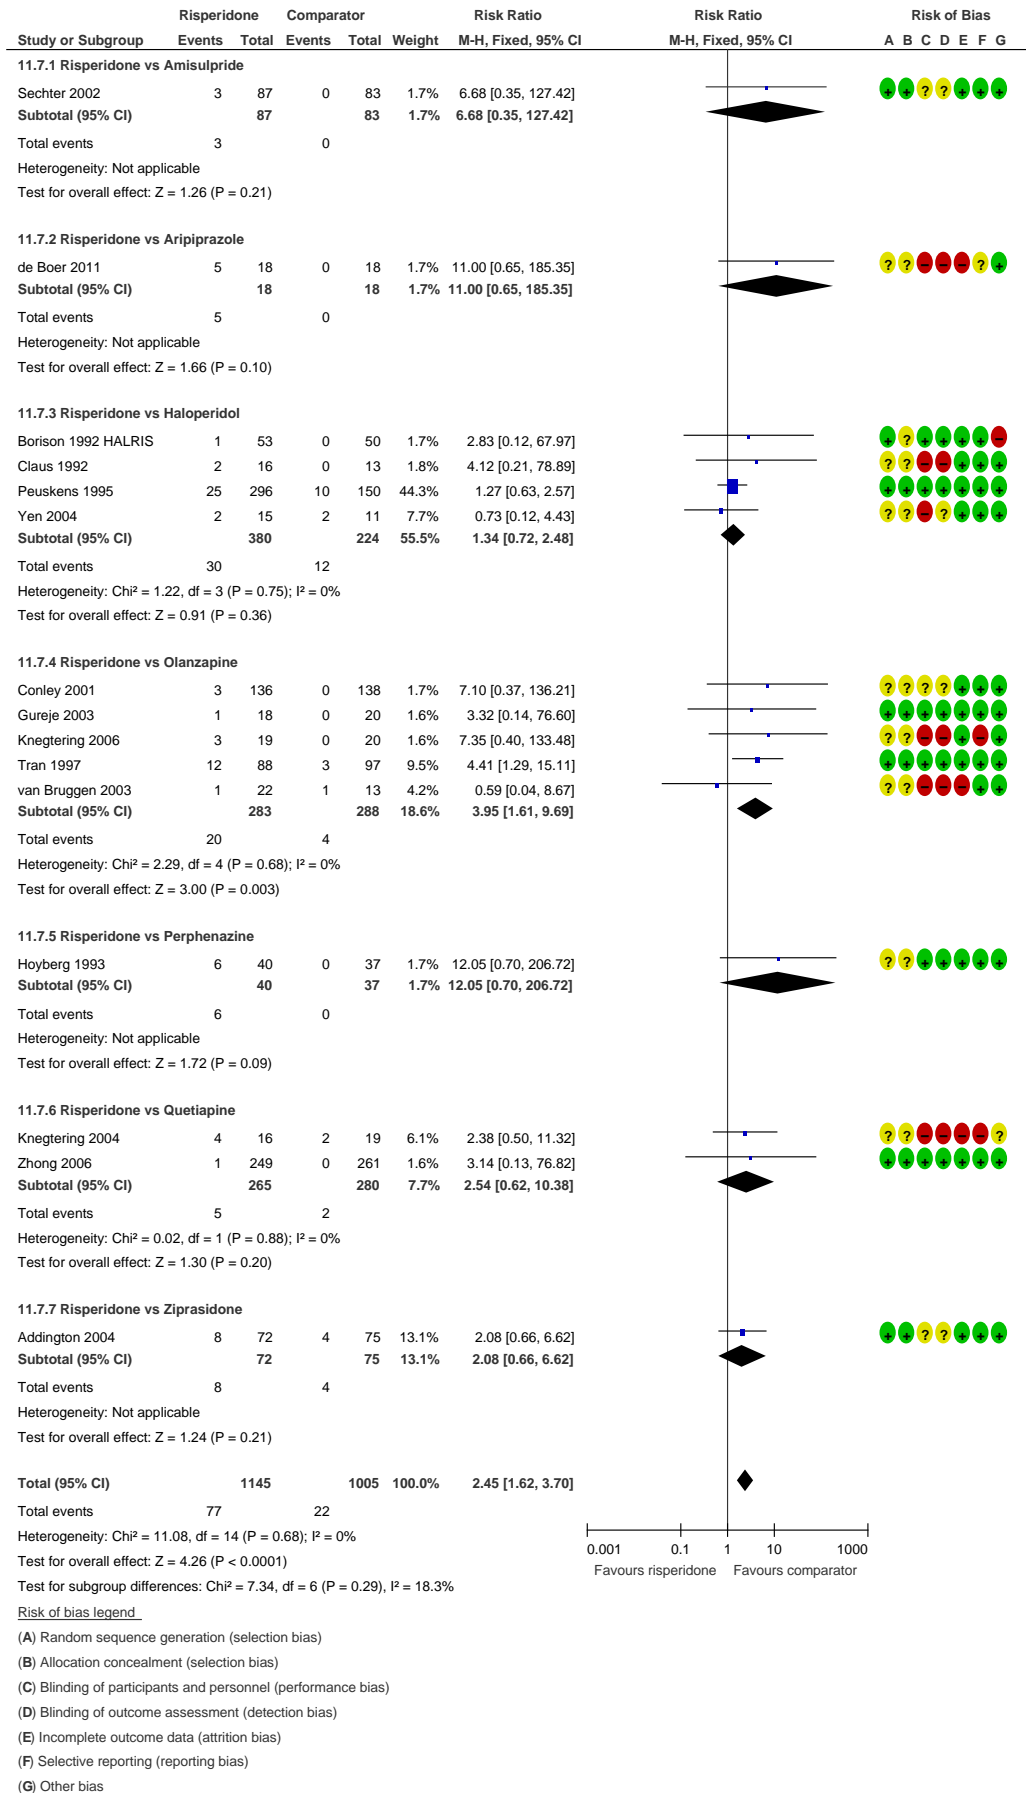 Risperidone Comparator Risk Ratio Risk Ratio Risk of Bias
Study or Subgroup Events Total Events Total Weight M-H, Fixed, 95% CI M-H, Fixed, 95% CI A B C D E F G
11.7.1 Risperidone vs Amisulpride
Sechter 2002 3 87 0 83 1.7% 6.68 [0.35, 127.42] + + ? ? + + +
Subtotal (95% CI) 87 83 1.7% 6.68 [0.35, 127.42]
Total events 3 0
Heterogeneity: Not applicable
Test for overall effect: Z = 1.26 (P = 0.21)
11.7.2 Risperidone vs Aripiprazole
de Boer 2011 5 18 0 18 1.7% 11.00 [0.65, 185.35] ? ? – – – ? +
Subtotal (95% CI) 18 18 1.7% 11.00 [0.65, 185.35]
Total events 5 0
Heterogeneity: Not applicable
Test for overall effect: Z = 1.66 (P = 0.10)
11.7.3 Risperidone vs Haloperidol
Borison 1992 HALRIS 1 53 0 50 1.7% 2.83 [0.12, 67.97] + ? + + + + –
Claus 1992 2 16 0 13 1.8% 4.12 [0.21, 78.89] ? ? – – + + +
Peuskens 1995 25 296 10 150 44.3% 1.27 [0.63, 2.57] + + + + + + +
Yen 2004 2 15 2 11 7.7% 0.73 [0.12, 4.43] ? ? – ? + + +
Subtotal (95% CI) 380 224 55.5% 1.34 [0.72, 2.48]
Total events 30 12
Heterogeneity: Chi² = 1.22, df = 3 (P = 0.75); I² = 0%
Test for overall effect: Z = 0.91 (P = 0.36)
11.7.4 Risperidone vs Olanzapine
Conley 2001 3 136 0 138 1.7% 7.10 [0.37, 136.21] ? ? ? ? + + +
Gureje 2003 1 18 0 20 1.6% 3.32 [0.14, 76.60] + + + + + + +
Knegtering 2006 3 19 0 20 1.6% 7.35 [0.40, 133.48] ? ? – – + – +
Tran 1997 12 88 3 97 9.5% 4.41 [1.29, 15.11] + + + + + + +
van Bruggen 2003 1 22 1 13 4.2% 0.59 [0.04, 8.67] ? ? – – – + +
Subtotal (95% CI) 283 288 18.6% 3.95 [1.61, 9.69]
Total events 20 4
Heterogeneity: Chi² = 2.29, df = 4 (P = 0.68); I² = 0%
Test for overall effect: Z = 3.00 (P = 0.003)
11.7.5 Risperidone vs Perphenazine
Hoyberg 1993 6 40 0 37 1.7% 12.05 [0.70, 206.72] ? ? + + + + +
Subtotal (95% CI) 40 37 1.7% 12.05 [0.70, 206.72]
Total events 6 0
Heterogeneity: Not applicable
Test for overall effect: Z = 1.72 (P = 0.09)
11.7.6 Risperidone vs Quetiapine
Knegtering 2004 4 16 2 19 6.1% 2.38 [0.50, 11.32] ? ? – – – – ?
Zhong 2006 1 249 0 261 1.6% 3.14 [0.13, 76.82] + + + + + + +
Subtotal (95% CI) 265 280 7.7% 2.54 [0.62, 10.38]
Total events 5 2
Heterogeneity: Chi² = 0.02, df = 1 (P = 0.88); I² = 0%
Test for overall effect: Z = 1.30 (P = 0.20)
11.7.7 Risperidone vs Ziprasidone
Addington 2004 8 72 4 75 13.1% 2.08 [0.66, 6.62] + + ? ? + + +
Subtotal (95% CI) 72 75 13.1% 2.08 [0.66, 6.62]
Total events 8 4
Heterogeneity: Not applicable
Test for overall effect: Z = 1.24 (P = 0.21)
Total (95% CI) 1145 1005 100.0% 2.45 [1.62, 3.70]
Total events 77 22
Heterogeneity: Chi² = 11.08, df = 14 (P = 0.68); I² = 0%
Test for overall effect: Z = 4.26 (P < 0.0001)
Test for subgroup differences: Chi² = 7.34, df = 6 (P = 0.29), I² = 18.3%
0.001 0.1 1 10 1000
Favours risperidone Favours comparator
Risk of bias legend
(A) Random sequence generation (selection bias)
(B) Allocation concealment (selection bias)
(C) Blinding of participants and personnel (performance bias)
(D) Blinding of outcome assessment (detection bias)
(E) Incomplete outcome data (attrition bias)
(F) Selective reporting (reporting bias)
(G) Other bias